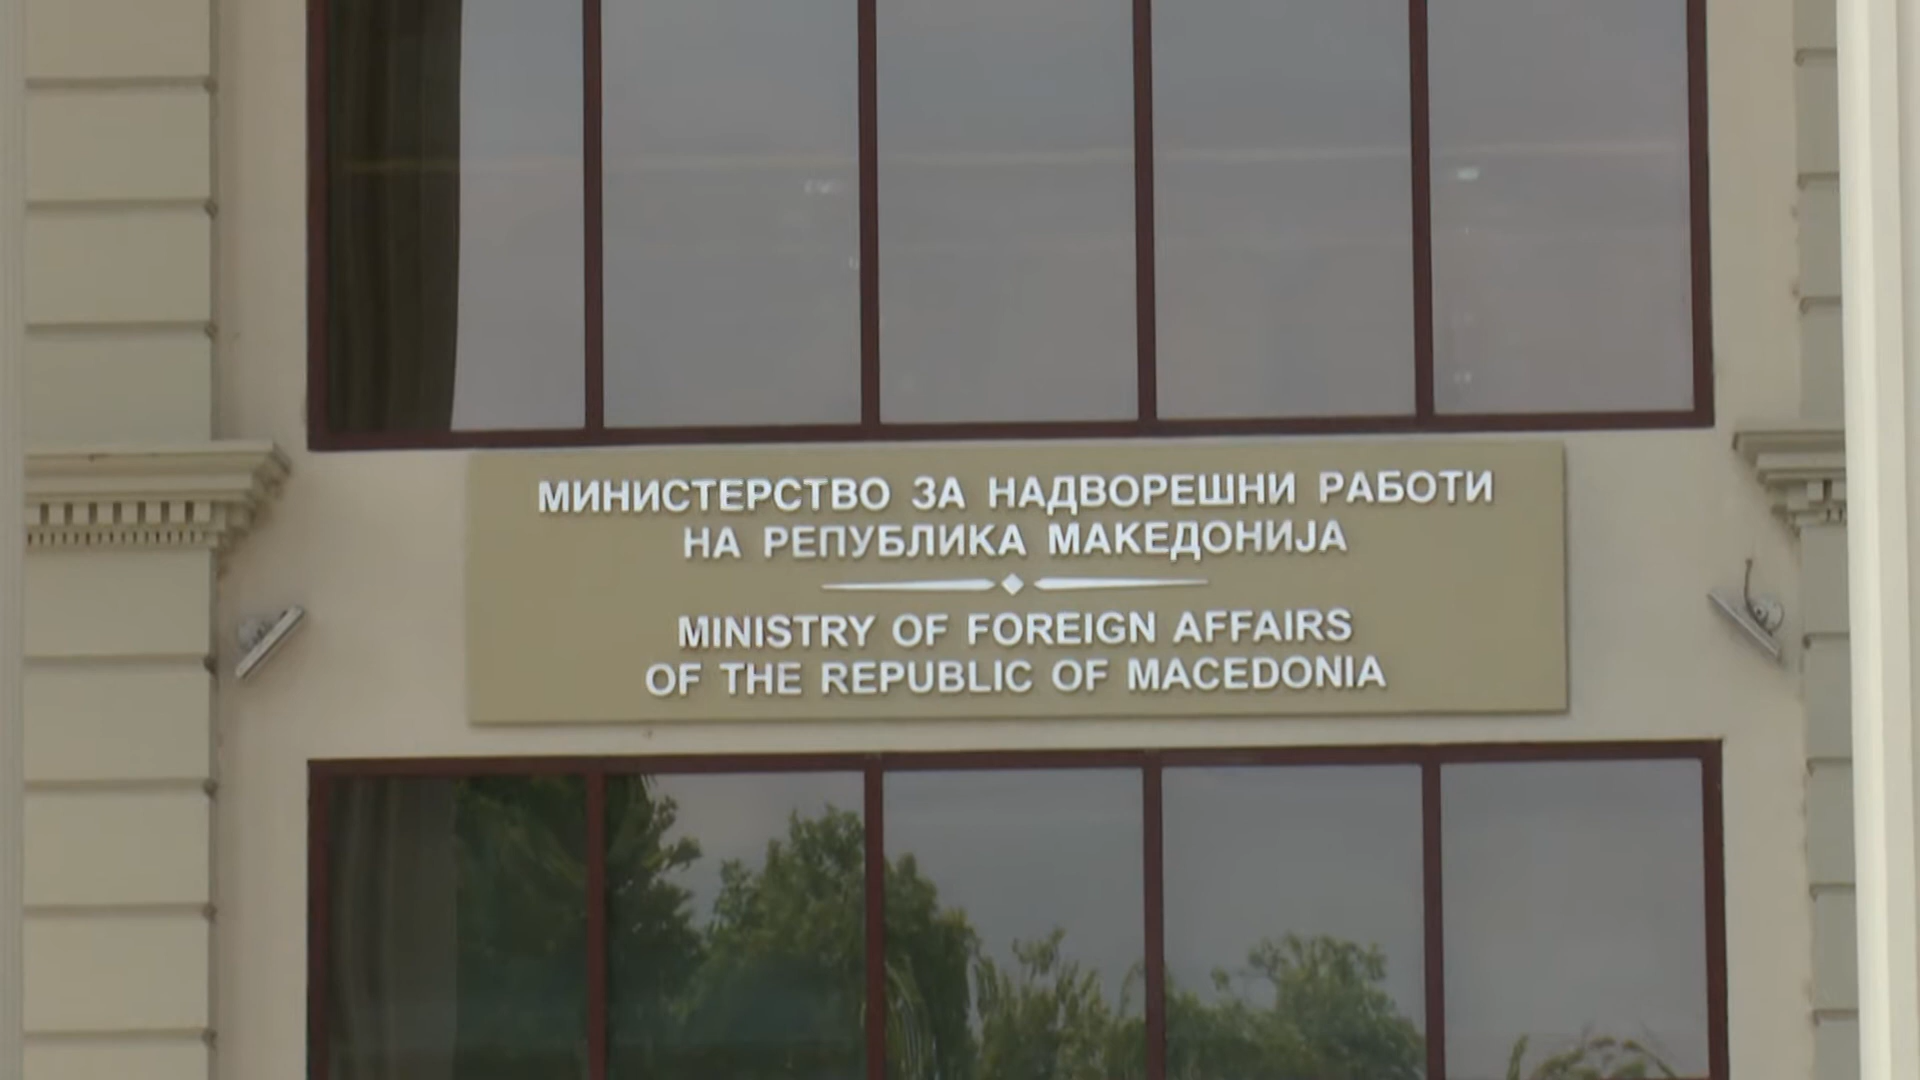 МИНИСТЕРСТВО ЗА НАДВОРЕШНИ РАБОТИ
НА РЕПУБЛИКА МАКЕДОНИЈА
MINISTRY OF FOREIGN AFFAIRS
OF THE REPUBLIC OF MACEDONIA